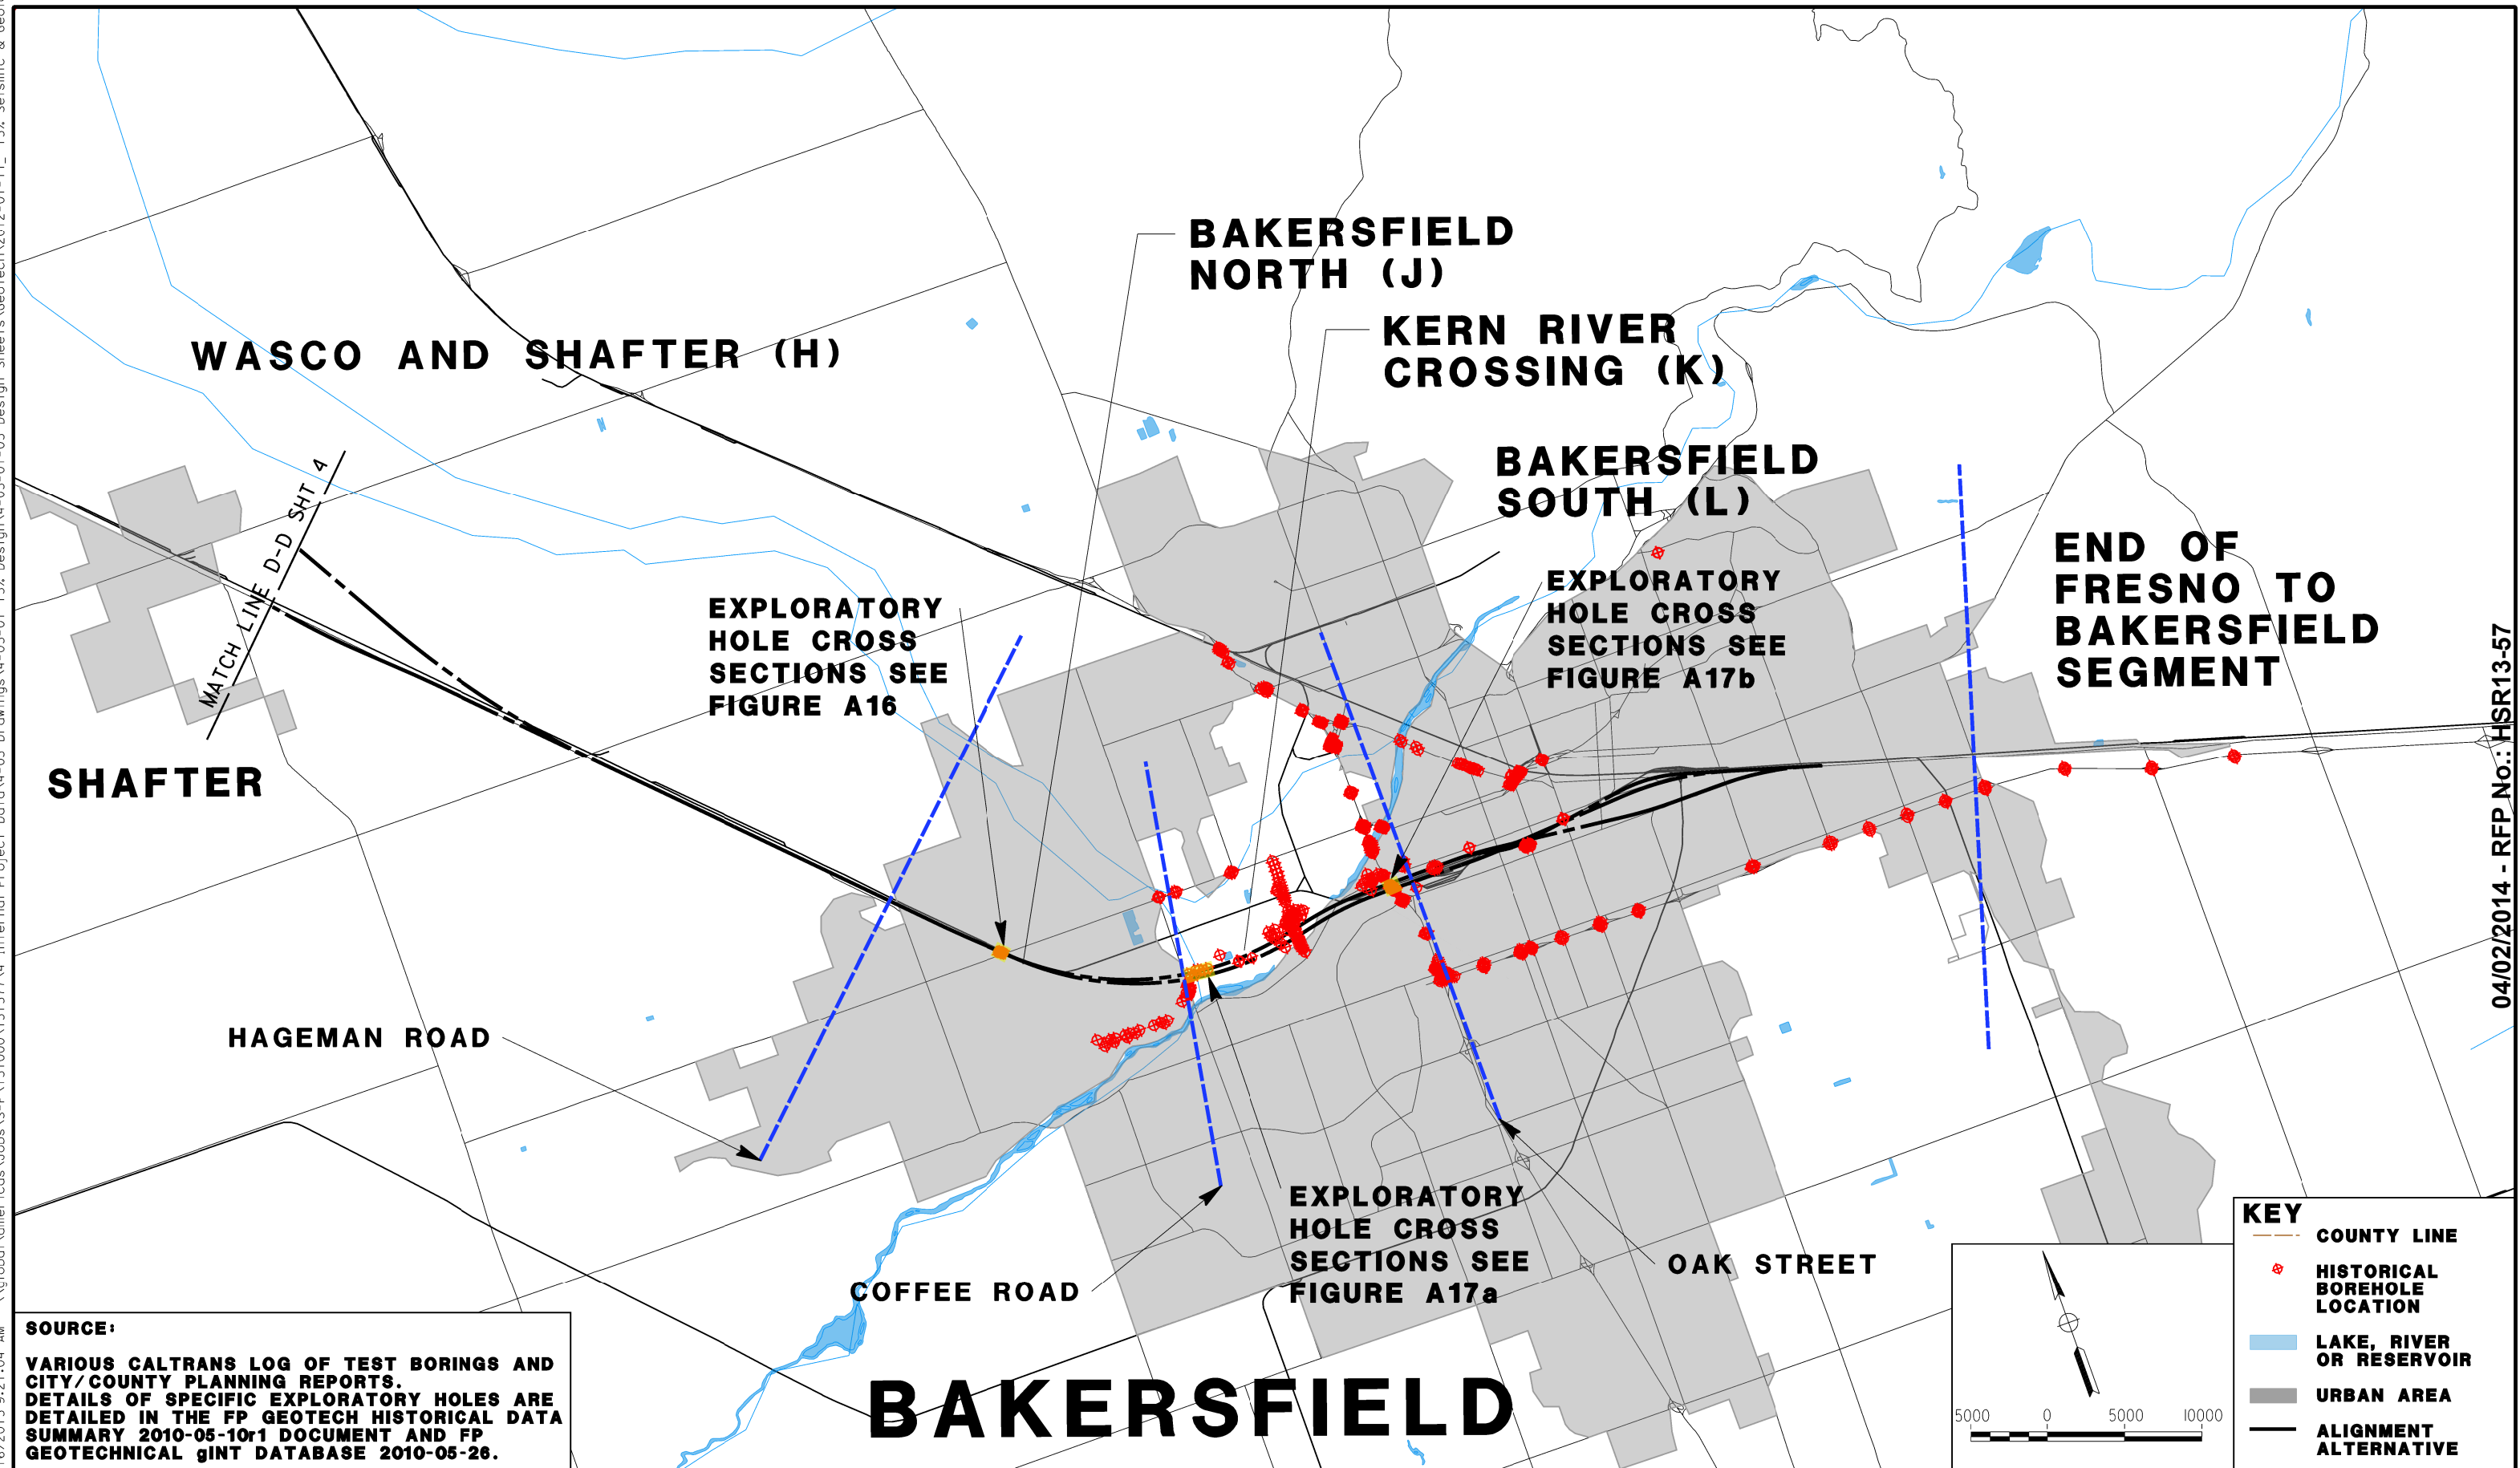 BAKERSFIELD
NORTH (J)
KERN RIVER
CROSSING (K)
WASCO AND SHAFTER (H)
BAKERSFIELD
SOUTH (L)
MATCH LINE D-D SHT 4
END OF
FRESNO TO
BAKERSFIELD
SEGMENT
EXPLORATORY
HOLE CROSS
SECTIONS SEE
FIGURE A16
EXPLORATORY
HOLE CROSS
SECTIONS SEE
FIGURE A17b
SHAFTER
HAGEMAN ROAD
COFFEE ROAD
EXPLORATORY
HOLE CROSS
SECTIONS SEE
FIGURE A17a
OAK STREET
BAKERSFIELD
04/02/2014 - RFP No.: HSR13-57
SOURCE:
VARIOUS CALTRANS LOG OF TEST BORINGS AND
CITY/COUNTY PLANNING REPORTS.
DETAILS OF SPECIFIC EXPLORATORY HOLES ARE
DETAILED IN THE FP GEOTECH HISTORICAL DATA
SUMMARY 2010-05-10r1 DOCUMENT AND FP
GEOTECHNICAL gINT DATABASE 2010-05-26.
5000 0 5000 10000
KEY
COUNTY LINE
HISTORICAL
BOREHOLE
LOCATION
LAKE, RIVER
OR RESERVOIR
URBAN AREA
ALIGNMENT
ALTERNATIVE